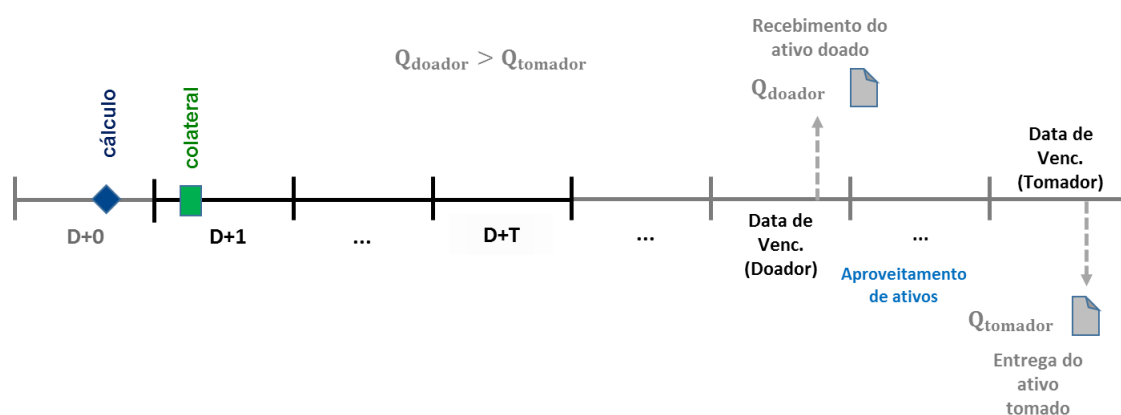 Recebimento do
ativo doado
Qdoador > Qtomador
Qdoador
cálculo
colateral
Data de
Venc.
(Tomador)
D+0
D+1
...
D+T
...
Data de
Venc.
(Doador)
...
Aproveitamento
de ativos
Qtomador
Entrega do
ativo
tomado